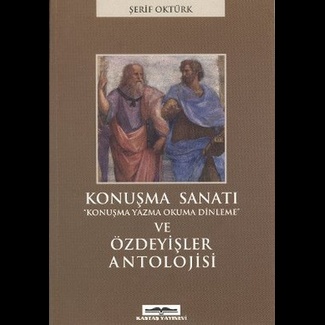 ŞERİF OKTÜRK
KONUŞMA SANATI
"KONUŞMA YAZMA OKUMA DİNLEME"
VE
ÖZDEYİŞLER
ANTOLOJİSİ
KASTAŞ YAYINEVİ